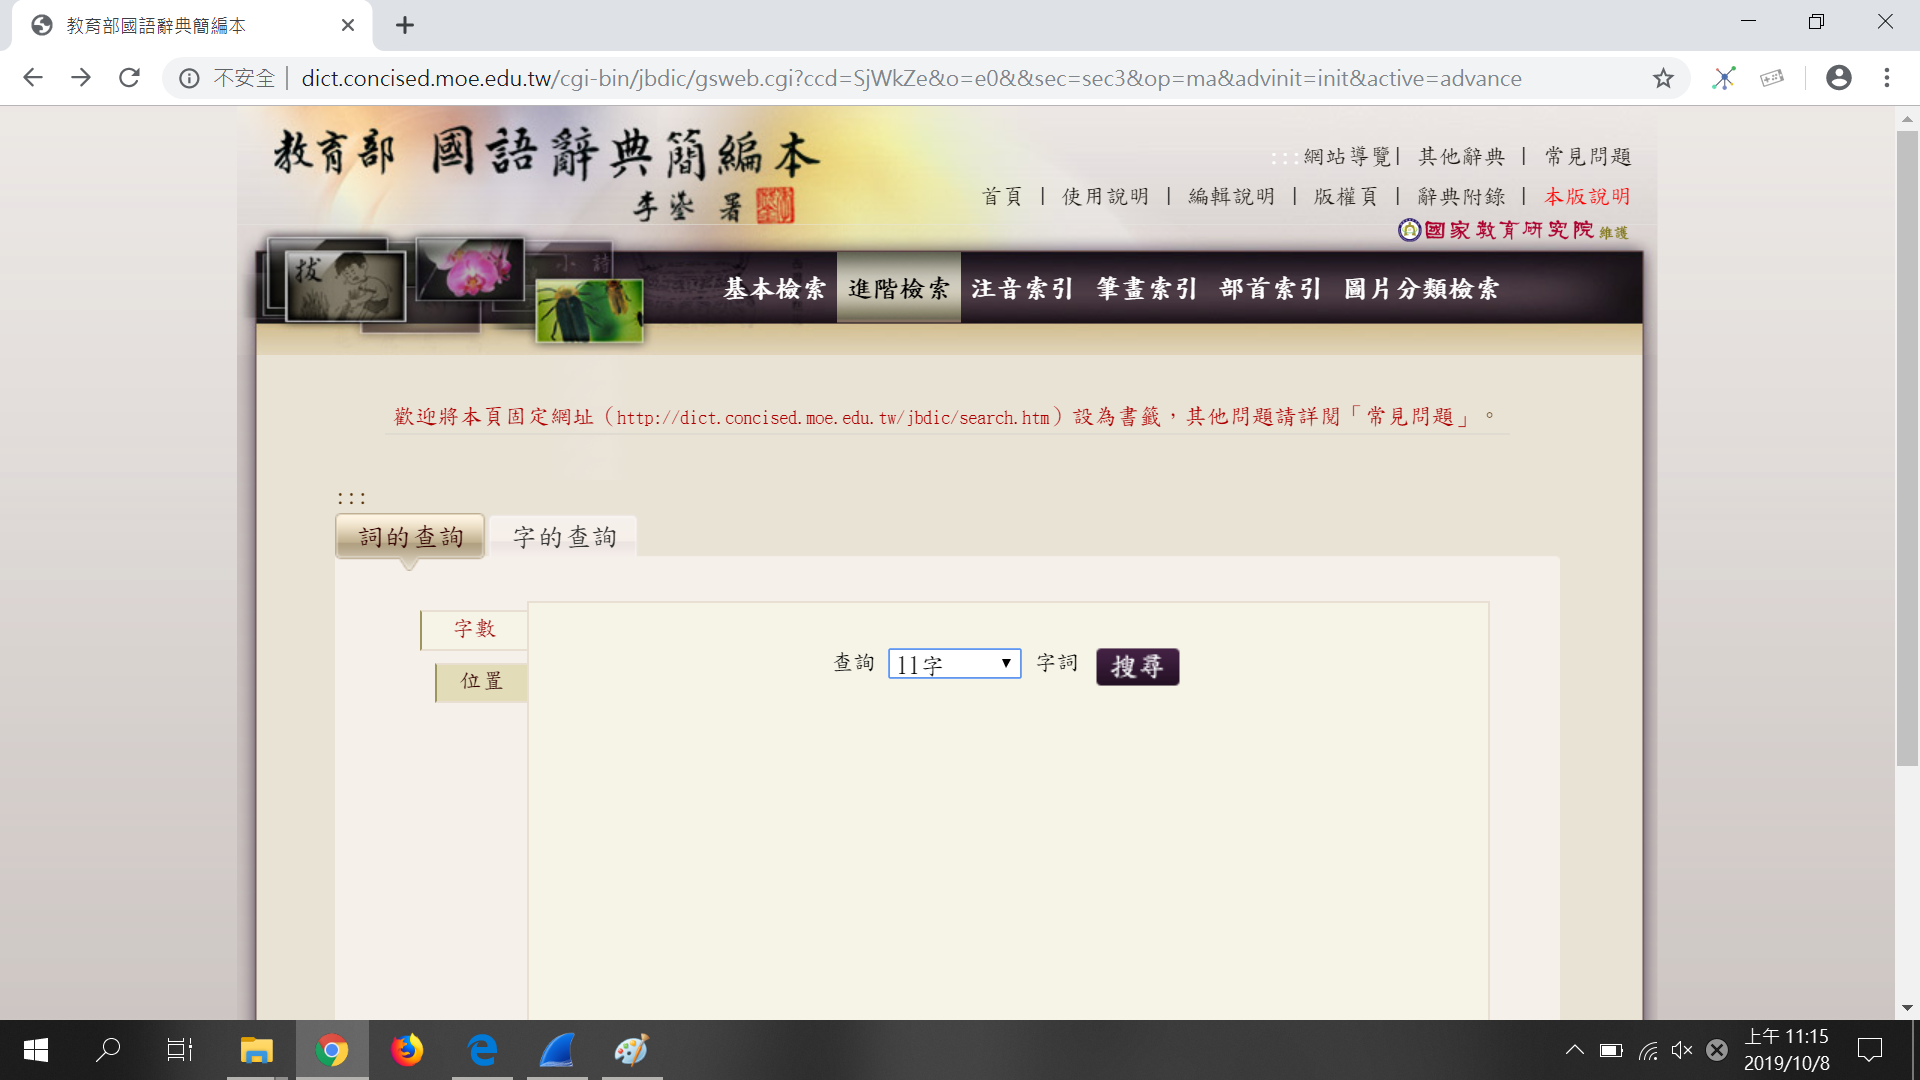 教育部國語辭典簡編本
不安全 | dict.concised.moe.edu.tw/cgi-bin/jbdic/gsweb.cgi?ccd=SjWkZe&o=e0&&sec=sec3&op=ma&advinit=init&active=advance
教育部 國語辭典簡編本
李鍌 署
:::網站導覽| 其他辭典 | 常見問題
首頁 | 使用說明 | 編輯說明 | 版權頁 | 辭典附錄 | 本版說明
國家教育研究院 維護
拔
小 詩
基本檢索 進階檢索 注音索引 筆畫索引 部首索引 圖片分類檢索
歡迎將本頁固定網址（http://dict.concised.moe.edu.tw/jbdic/search.htm）設為書籤，其他問題請詳閱「常見問題」。
:::
詞的查詢 字的查詢
字數
位置
查詢 11字 字詞 搜尋
上午 11:15
2019/10/8